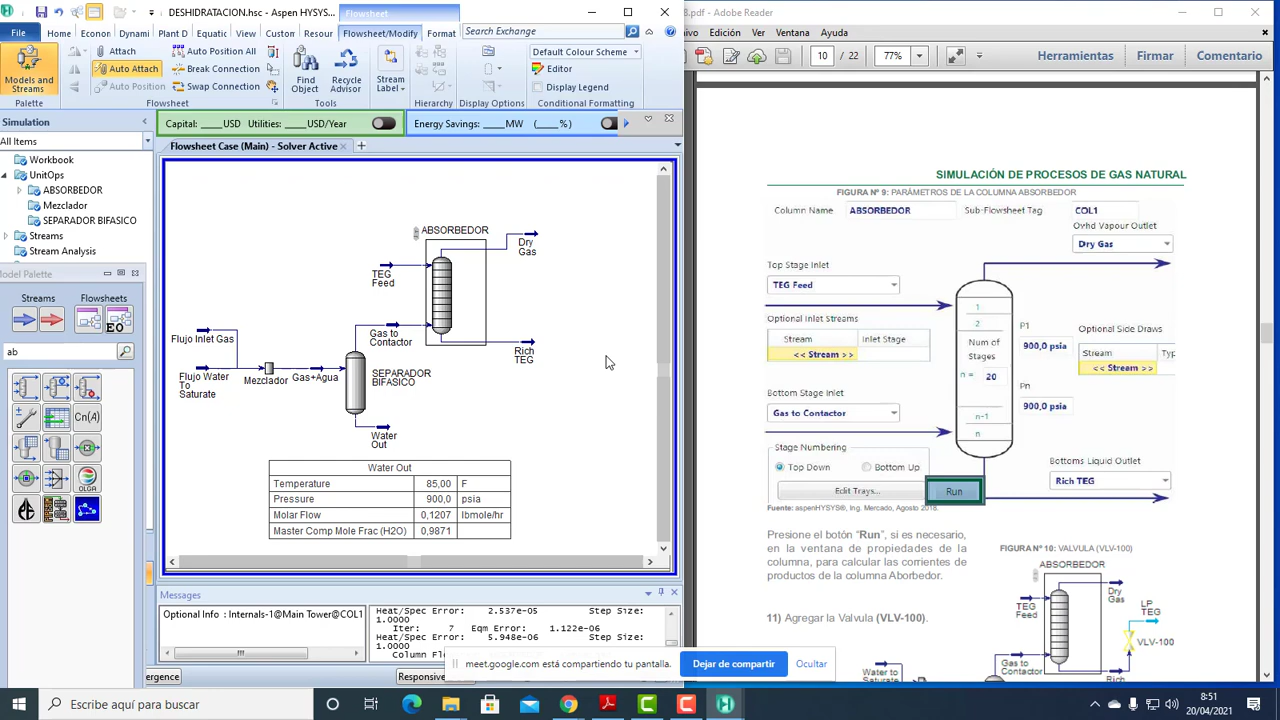 DESHIDRATACION.hsc - Aspen HYSYS...
Flowsheet
File
Home
Econor
Dynami
Plant D
Equatic
View
Custom
Resour
Flowsheet/Modify
Format
Search Exchange
Models and
Streams
Palette
Attach
Auto Attach
Auto Position
Auto Position All
Break Connection
Swap Connection
Flowsheet
Find
Object
Recycle
Advisor
Tools
Stream
Label
Hierarchy
Display Options
Default Colour Scheme
Editor
Display Legend
Conditional Formatting
Simulation
All Items
Capital: ____USD Utilities: ____USD/Year
Energy Savings: ____MW (____%)
Flowsheet Case (Main) - Solver Active
Workbook
UnitOps
ABSORBEDOR
Mezclador
SEPARADOR BIFASICO
Streams
Stream Analysis
Model Palette
Streams
Flowsheets
EO
ab
Cn(A)
OLGA
ABSORBEDOR
Dry
Gas
TEG
Feed
Flujo Inlet Gas
Gas to
Contactor
Rich
TEG
Flujo Water
To
Saturate
Mezclador
Gas+Agua
SEPARADOR
BIFASICO
Water
Out
Water Out
Temperature 85,00 F
Pressure 900,0 psia
Molar Flow 0,1207 lbmole/hr
Master Comp Mole Frac (H2O) 0,9871
Messages
Optional Info : Internals-1@Main Tower@COL1
Heat/Spec Error: 2.537e-05 Step Size:
1.0000
Iter: 7 Eqm Error: 1.122e-06
Heat/Spec Error: 5.948e-06 Step Size:
1.0000
meet.google.com está compartiendo tu pantalla.
Dejar de compartir
Ocultar
8.pdf - Adobe Reader
Edición
Ver
Ventana
Ayuda
10 / 22
77%
Herramientas
Firmar
Comentario
SIMULACIÓN DE PROCESOS DE GAS NATURAL
FIGURA Nº 9: PARÁMETROS DE LA COLUMNA ABSORBEDOR
Column Name
ABSORBEDOR
Sub-Flowsheet Tag
COL1
Ovhd Vapour Outlet
Dry Gas
Top Stage Inlet
TEG Feed
Optional Inlet Streams
Stream
Inlet Stage
<< Stream >>
1
2
Num of
Stages
n = 20
n-1
n
P1
900,0 psia
Pn
900,0 psia
Optional Side Draws
Stream
<< Stream >>
Bottom Stage Inlet
Gas to Contactor
Stage Numbering
Top Down
Bottom Up
Edit Trays...
Run
Bottoms Liquid Outlet
Rich TEG
Fuente: aspenHYSYS®, Ing. Mercado, Agosto 2018.
Presione el botón "Run", si es necesario,
en la ventana de propiedades de la
columna, para calcular las corrientes de
productos de la columna Aborbedor.
11) Agregar la Valvula (VLV-100).
FIGURA Nº 10: VALVULA (VLV-100)
ABSORBEDOR
Dry
Gas
TEG
Feed
LP
TEG
VLV-100
Gas to
Contactor
Water to
Rich
Escribe aquí para buscar
8:51
20/04/2021